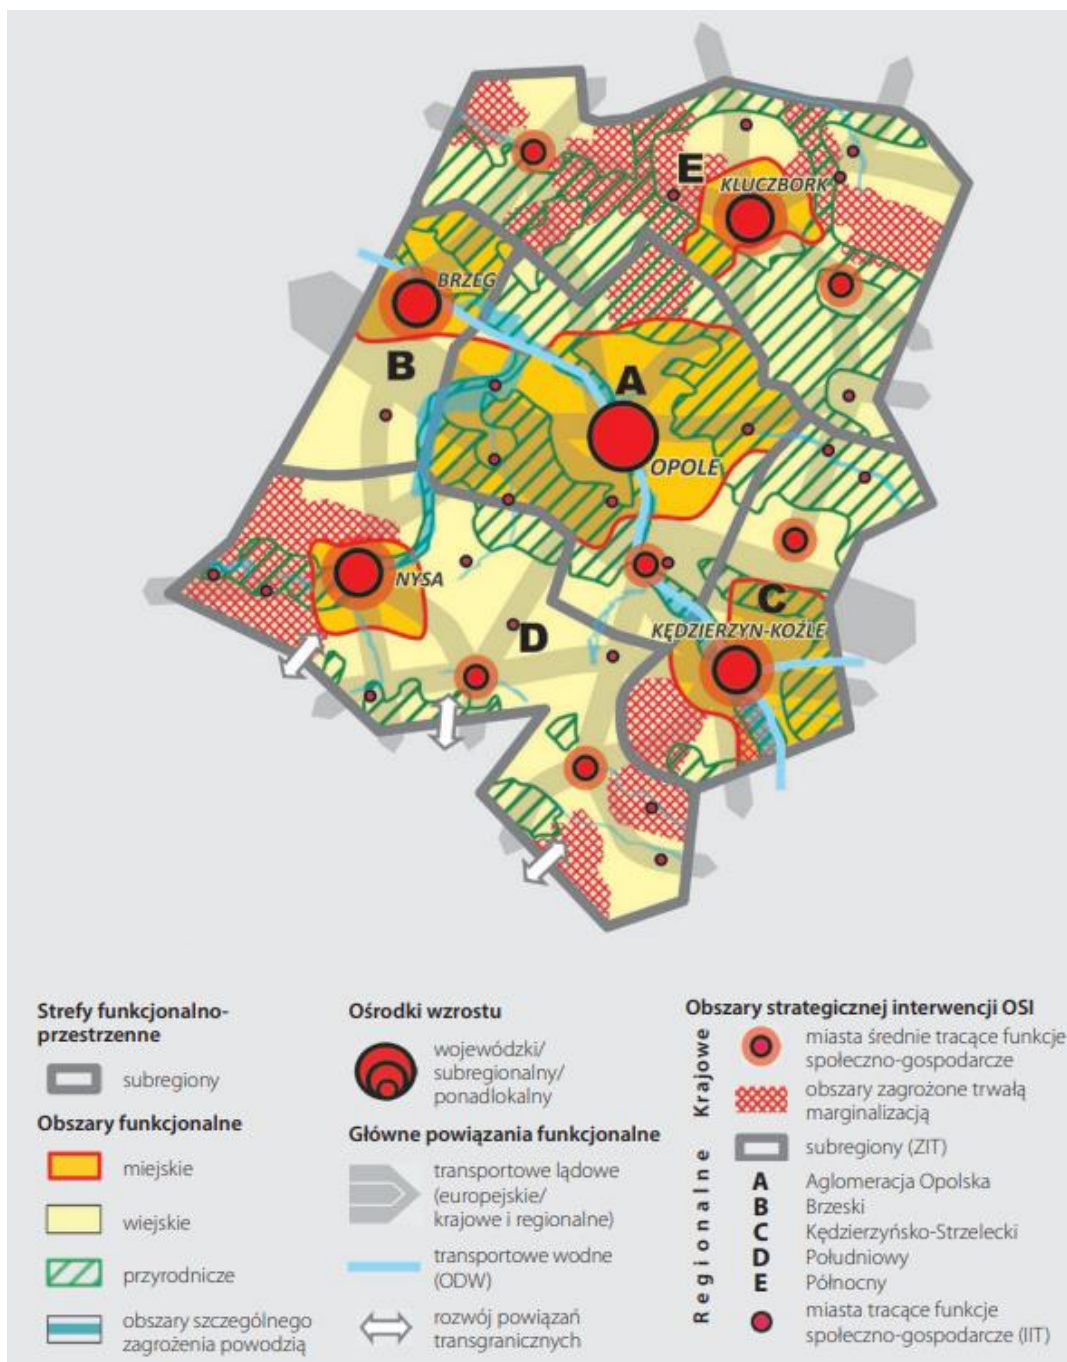 E
KLUCZBORK
BRZEG
B
A
OPOLE
NYSA
C
KĘDZIERZYN-KOŹLE
D
Strefy funkcjonalno-
przestrzenne
subregiony
Obszary funkcjonalne
miejskie
wiejskie
przyrodnicze
obszary szczególnego
zagrożenia powodzią
Ośrodki wzrostu
wojewódzki/
subregionalny/
ponadlokalny
Główne powiązania funkcjonalne
transportowe lądowe
(europejskie/
krajowe i regionalne)
transportowe wodne
(ODW)
rozwój powiązań
transgranicznych
Obszary strategicznej interwencji OSI
Krajowe
miasta średnie tracące funkcje
społeczno-gospodarcze
obszary zagrożone trwałą
marginalizacją
Regionalne
subregiony (ZIT)
A Aglomeracja Opolska
B Brzeski
C Kędzierzyńsko-Strzelecki
D Południowy
E Północny
miasta tracące funkcje
społeczno-gospodarcze (IIT)